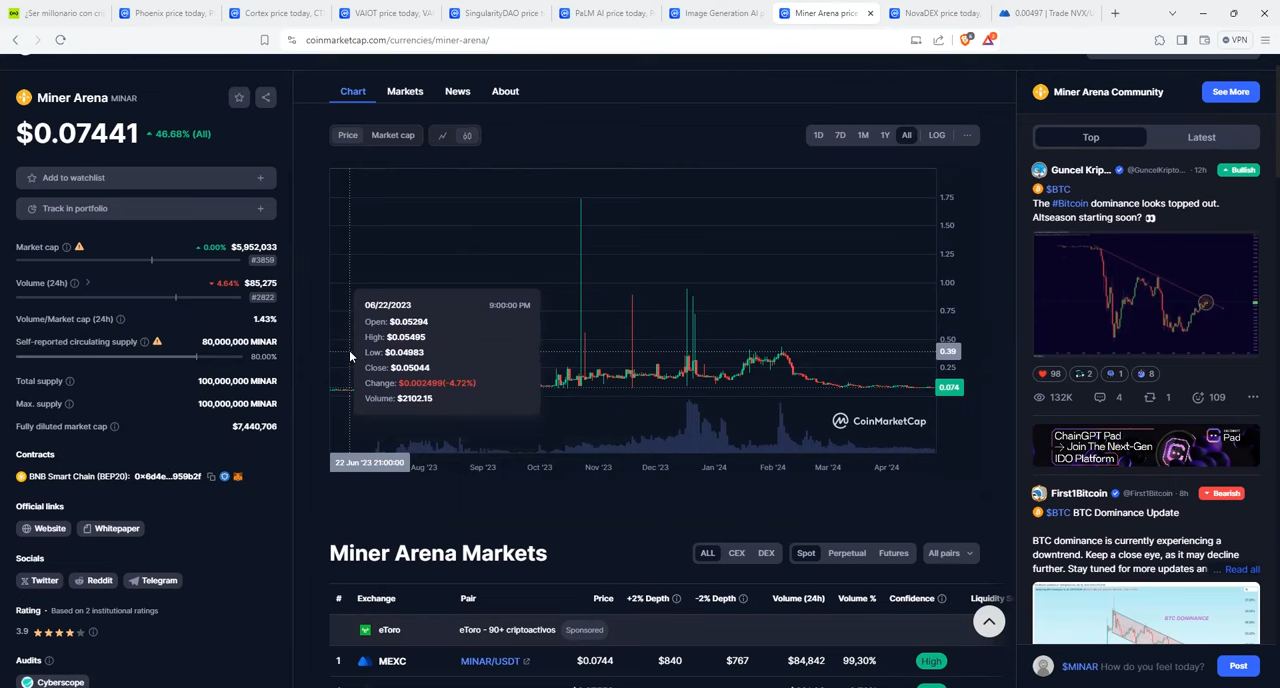 ¿Ser millonario con cri
Phoenix price today, P
Cortex price today, CT
VAIOT price today, VA
SingularityDAO price t
PaLM AI price today, P
Image Generation AI p
Miner Arena price
NovaDEX price today,
0.00497 | Trade NVX/U
coinmarketcap.com/currencies/miner-arena/
VPN
Miner Arena MINAR
$0.07441 46.68% (All)
Add to watchlist
Track in portfolio
Market cap 0.00% $5,952,033
#3859
Volume (24h) 4.64% $85,275
#2822
Volume/Market cap (24h) 1.43%
Self-reported circulating supply 80,000,000 MINAR
80.00%
Total supply 100,000,000 MINAR
Max. supply 100,000,000 MINAR
Fully diluted market cap $7,440,706
Contracts
BNB Smart Chain (BEP20): 0x6d4e...959b2f
Official links
Website Whitepaper
Socials
Twitter Reddit Telegram
Rating · Based on 2 institutional ratings
3.9
Audits
Cyberscope
Chart Markets News About
Price Market cap
1D 7D 1M 1Y All LOG ...
1.75
1.50
1.25
1.00
0.75
0.50
0.39
0.25
0.074
06/22/2023 9:00:00 PM
Open: $0.05294
High: $0.05495
Low: $0.04983
Close: $0.05044
Change: $0.002499(-4.72%)
Volume: $2102.15
CoinMarketCap
22 Jun '23 21:00:00 Aug '23 Sep '23 Oct '23 Nov '23 Dec '23 Jan '24 Feb '24 Mar '24 Apr '24
Miner Arena Markets
ALL CEX DEX Spot Perpetual Futures All pairs
# Exchange Pair Price +2% Depth -2% Depth Volume (24h) Volume % Confidence Liquidity S
eToro eToro - 90+ criptoactivos Sponsored
1 MEXC MINAR/USDT $0.0744 $840 $767 $84,842 99,30% High
Miner Arena Community See More
Top Latest
Guncel Krip... @GuncelKripto... · 12h Bullish
$BTC
The #Bitcoin dominance looks topped out.
Altseason starting soon?
98 2 1 8
132K 4 1 109
ChainGPT Pad
→ Join The Next-Gen
IDO Platform
Pad
First1Bitcoin @First1Bitcoin · 8h Bearish
$BTC BTC Dominance Update
BTC dominance is currently experiencing a
downtrend. Keep a close eye, as it may decline
further. Stay tuned for more updates an ... Read all
BTC DOMINANCE
$MINAR How do you feel today? Post